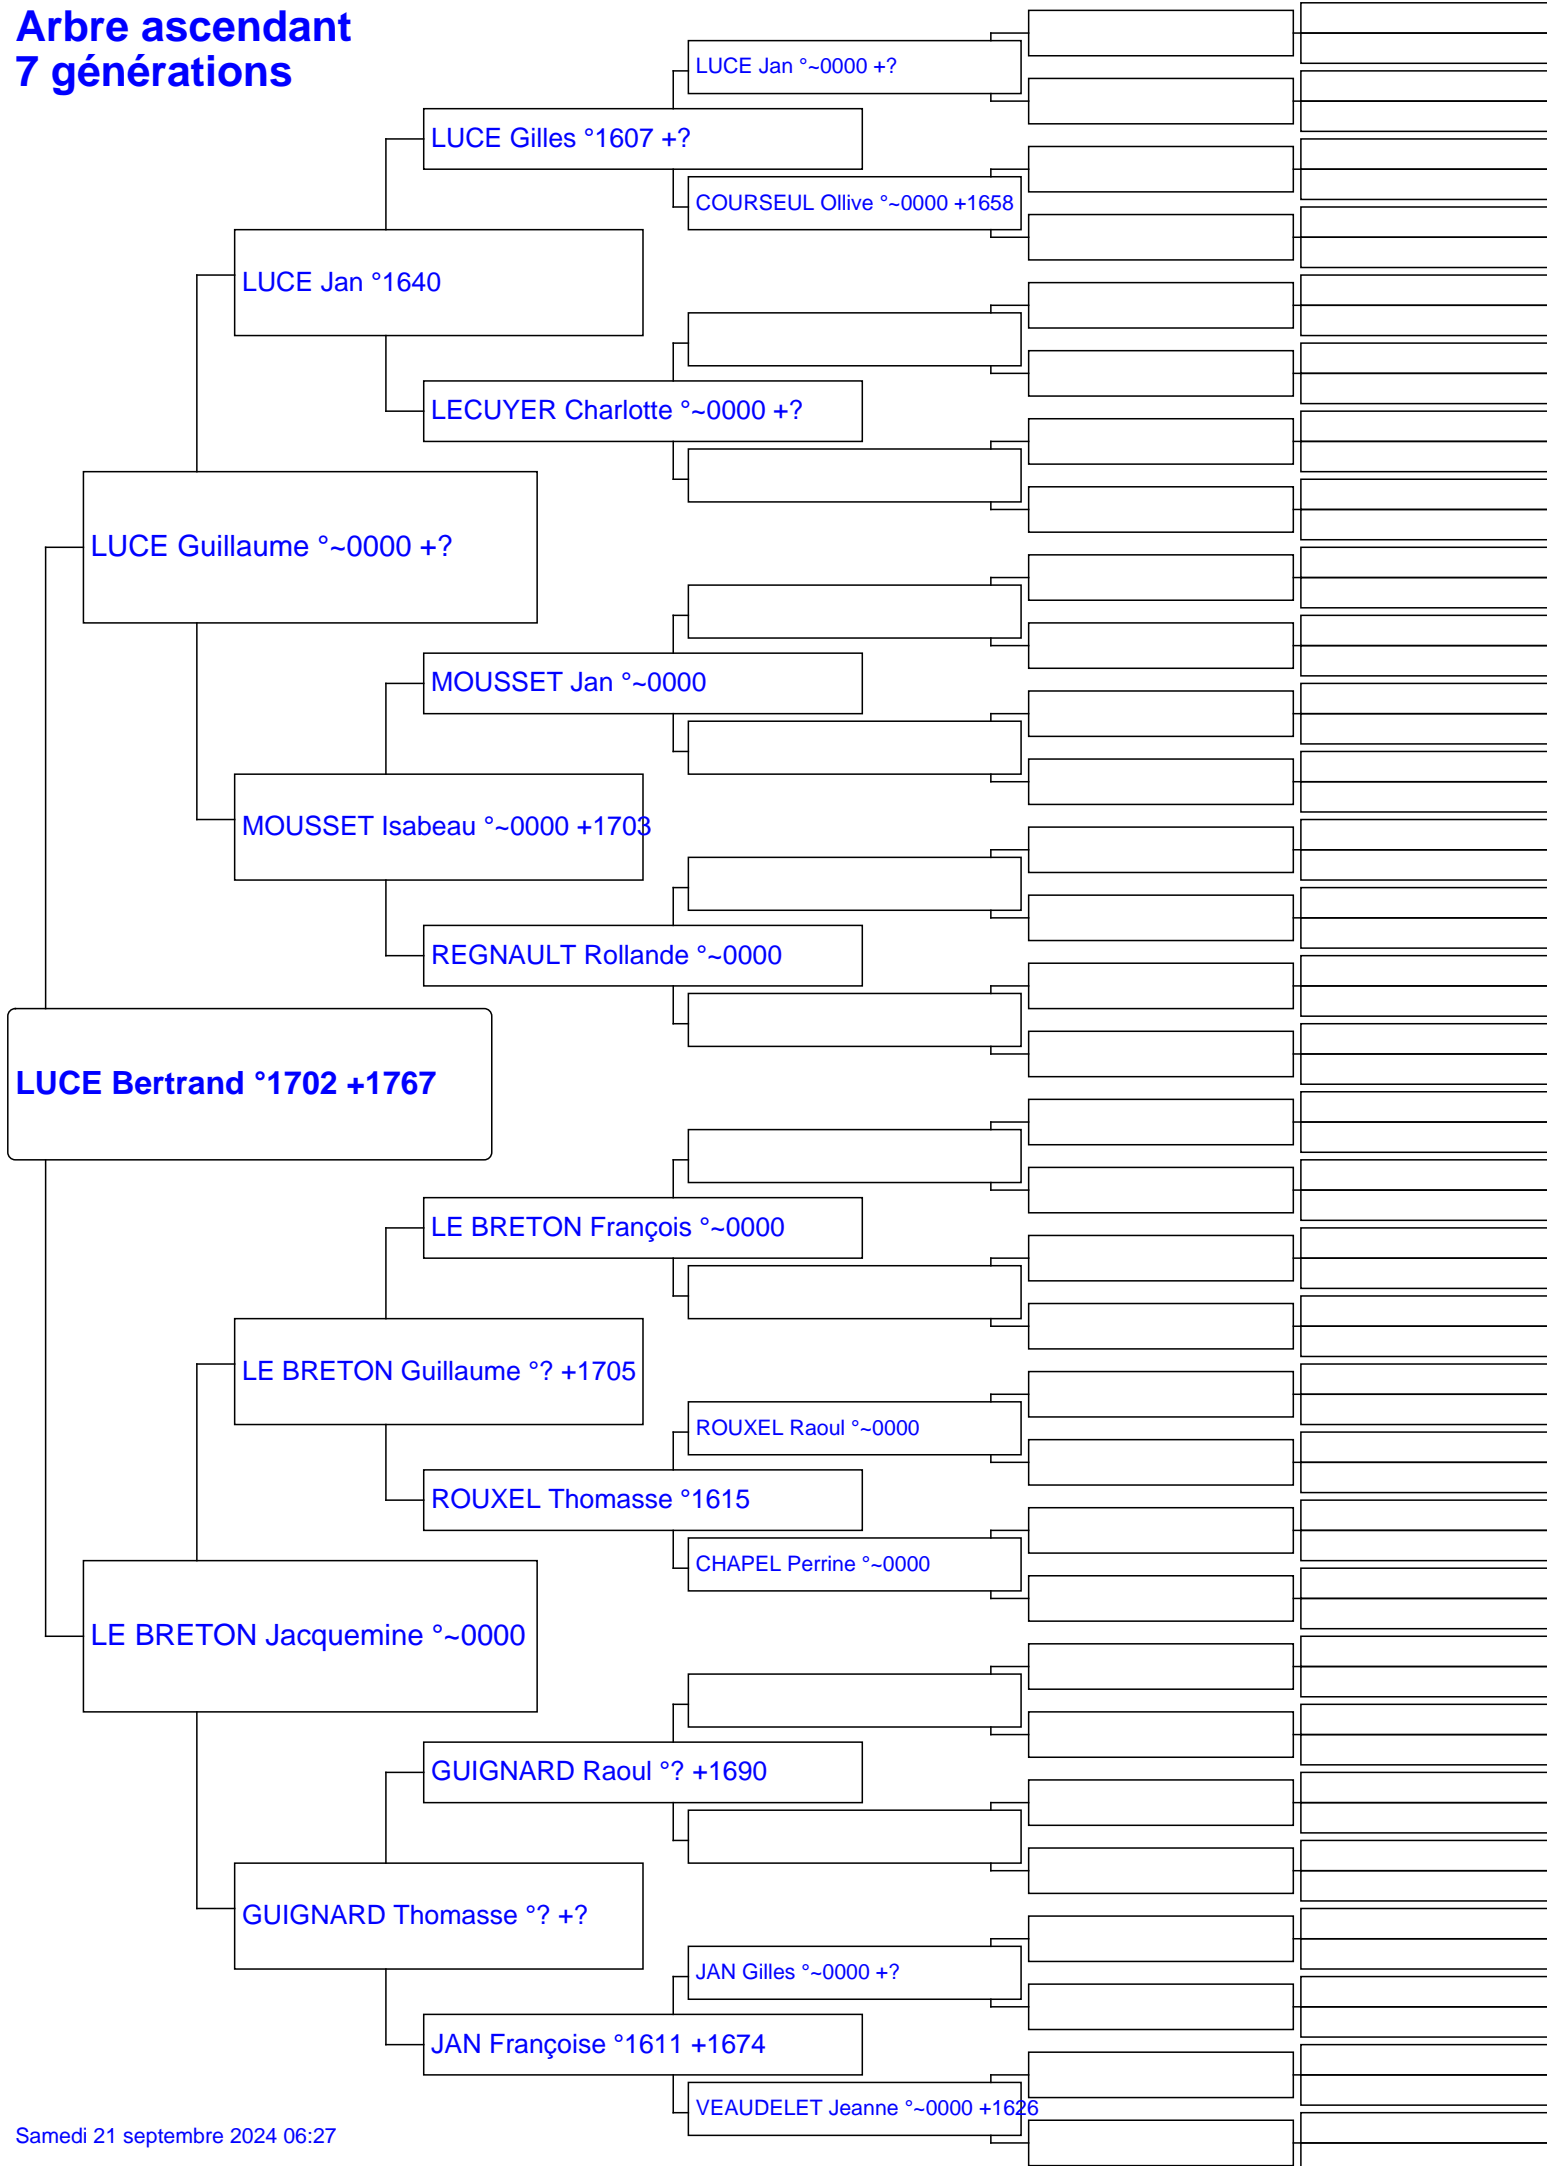 Arbre ascendant
7 générations
LUCE Jan °~0000 +?
LUCE Gilles °1607 +?
COURSEUL Ollive °~0000 +1658
LUCE Jan °1640
LECUYER Charlotte °~0000 +?
LUCE Guillaume °~0000 +?
MOUSSET Jan °~0000
MOUSSET Isabeau °~0000 +1703
REGNAULT Rollande °~0000
LUCE Bertrand °1702 +1767
LE BRETON François °~0000
LE BRETON Guillaume °? +1705
ROUXEL Raoul °~0000
ROUXEL Thomasse °1615
CHAPEL Perrine °~0000
LE BRETON Jacquemine °~0000
GUIGNARD Raoul °? +1690
GUIGNARD Thomasse °? +?
JAN Gilles °~0000 +?
JAN Françoise °1611 +1674
VEAUDELET Jeanne °~0000 +1626
Samedi 21 septembre 2024 06:27